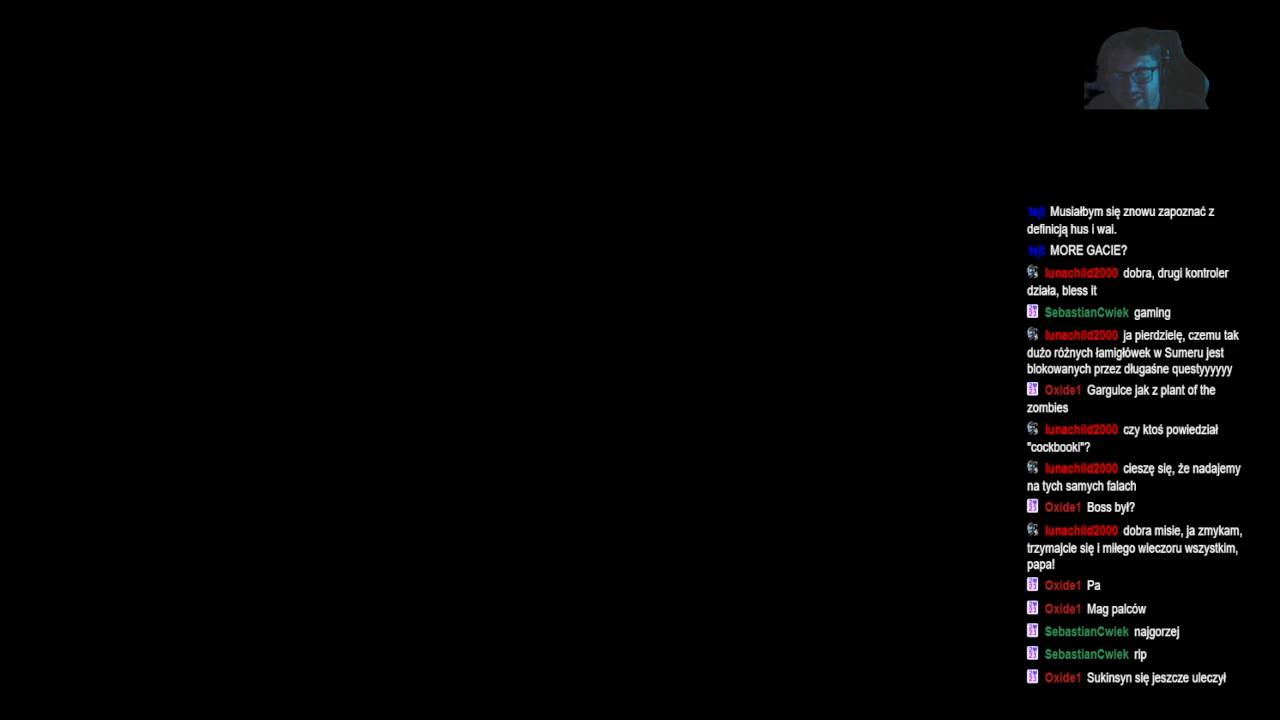 tejt Musiałbym się znowu zapoznać z
definicją hus i wai.
tejt MORE GACIE?
lunachild2000 dobra, drugi kontroler
działa, bless it
SebastianCwiek gaming
lunachild2000 ja pierdzielę, czemu tak
dużo różnych łamigłówek w Sumeru jest
blokowanych przez długaśne questyyyyyy
Oxide1 Gargulce jak z plant of the
zombies
lunachild2000 czy ktoś powiedział
"cockbooki"?
lunachild2000 cieszę się, że nadajemy
na tych samych falach
Oxide1 Boss był?
lunachild2000 dobra misie, ja zmykam,
trzymajcie się i miłego wieczoru wszystkim,
papa!
Oxide1 Pa
Oxide1 Mag palców
SebastianCwiek najgorzej
SebastianCwiek rip
Oxide1 Sukinsyn się jeszcze uleczył